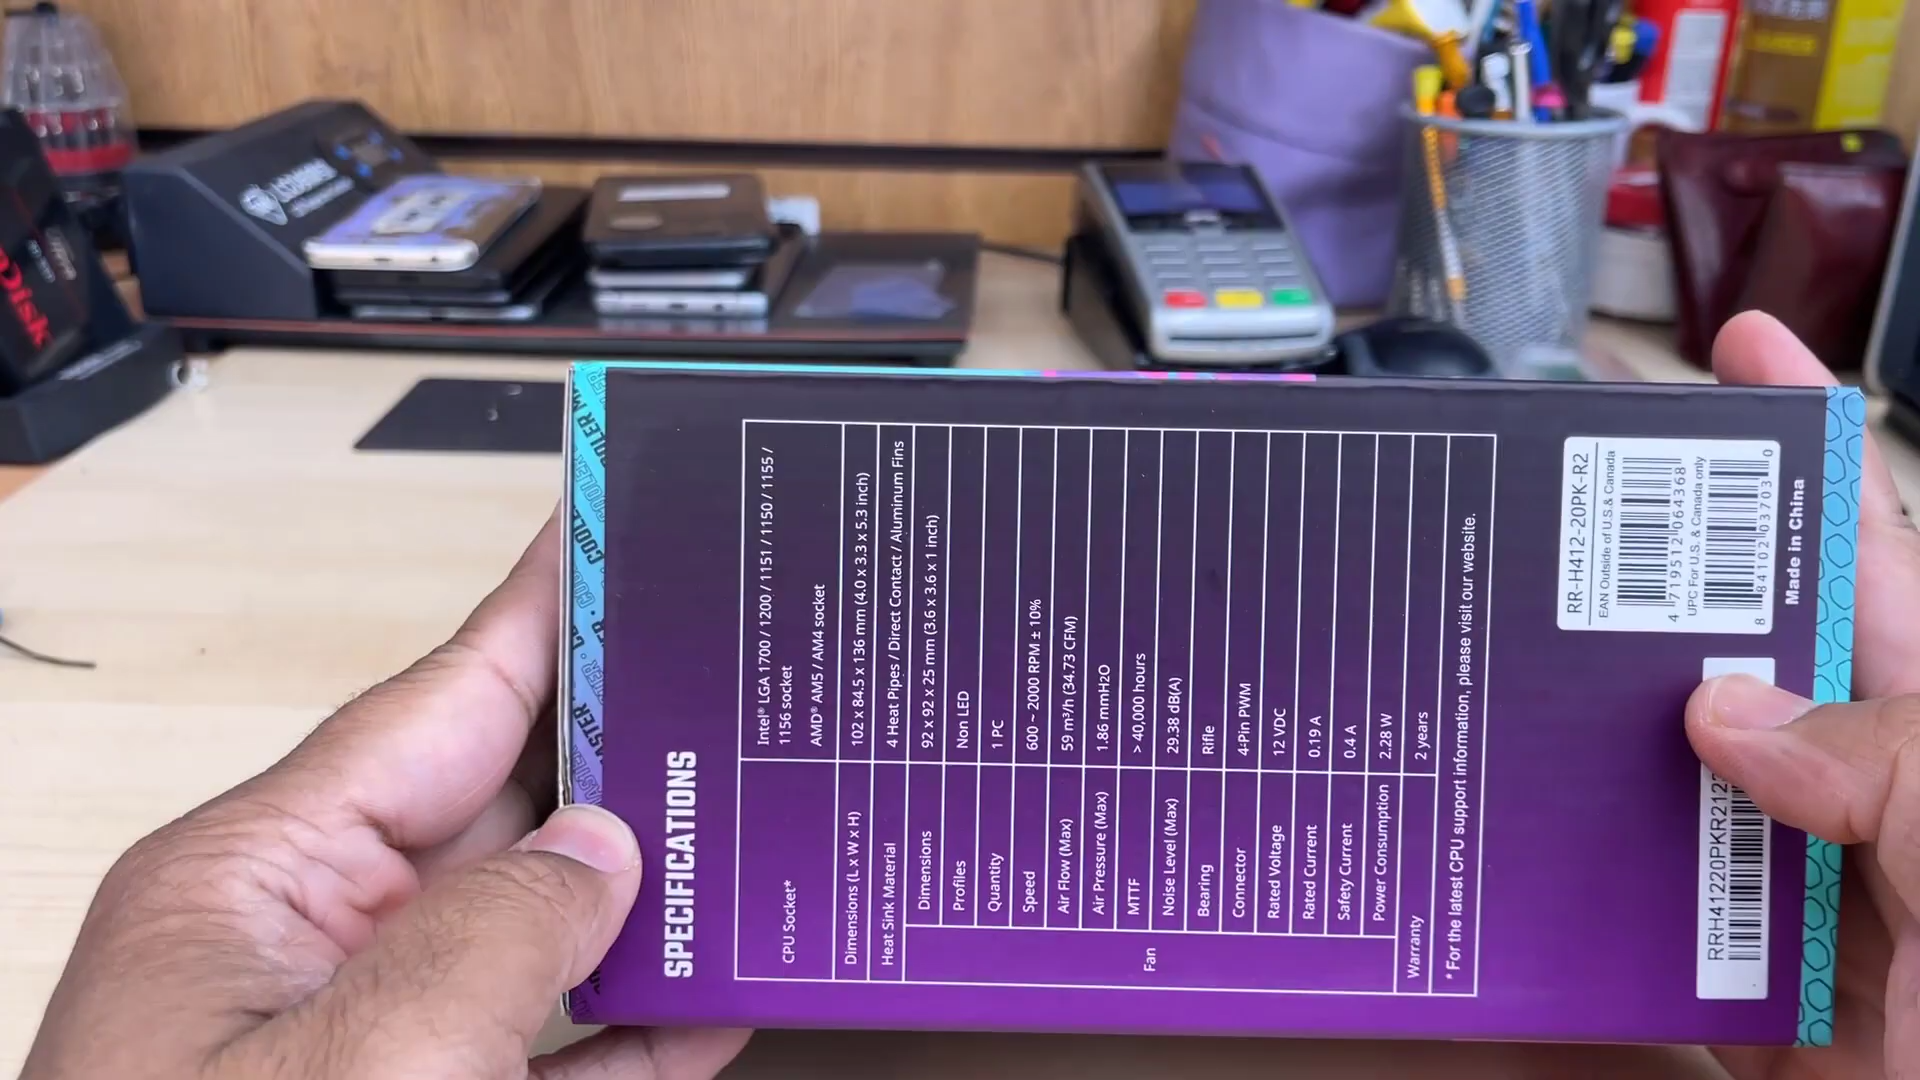 SPECIFICATIONS
CPU Socket*
Intel® LGA 1700 / 1200 / 1151 / 1150 / 1155 /
1156 socket
AMD® AM5 / AM4 socket
Dimensions (L x W x H)
102 x 84.5 x 136 mm (4.0 x 3.3 x 5.3 inch)
Heat Sink Material
4 Heat Pipes / Direct Contact / Aluminum Fins
Fan
Dimensions
92 x 92 x 25 mm (3.6 x 3.6 x 1 inch)
Profiles
Non LED
Quantity
1 PC
Speed
600 ~ 2000 RPM ± 10%
Air Flow (Max)
59 m³/h (34.73 CFM)
Air Pressure (Max)
1.86 mmH2O
MTTF
> 40,000 hours
Noise Level (Max)
29.38 dB(A)
Bearing
Rifle
Connector
4-Pin PWM
Rated Voltage
12 VDC
Rated Current
0.19 A
Safety Current
0.4 A
Power Consumption
2.28 W
Warranty
2 years
* For the latest CPU support information, please visit our website.
RR-H412-20PK-R2
EAN Outside of U.S.& Canada
4 719512 064368
UPC For U.S. & Canada only
8 84102 03703 0
Made in China
RRH41220PKR212